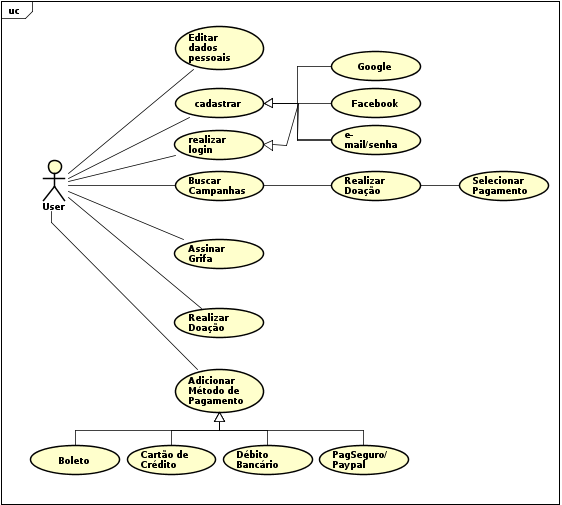 uc
Editar
dados
pessoais
Google
cadastrar
Facebook
realizar
login
e-
mail/senha
User
Buscar
Campanhas
Realizar
Doação
Selecionar
Pagamento
Assinar
Grifa
Realizar
Doação
Adicionar
Método de
Pagamento
Boleto
Cartão de
Crédito
Débito
Bancário
PagSeguro/
Paypal